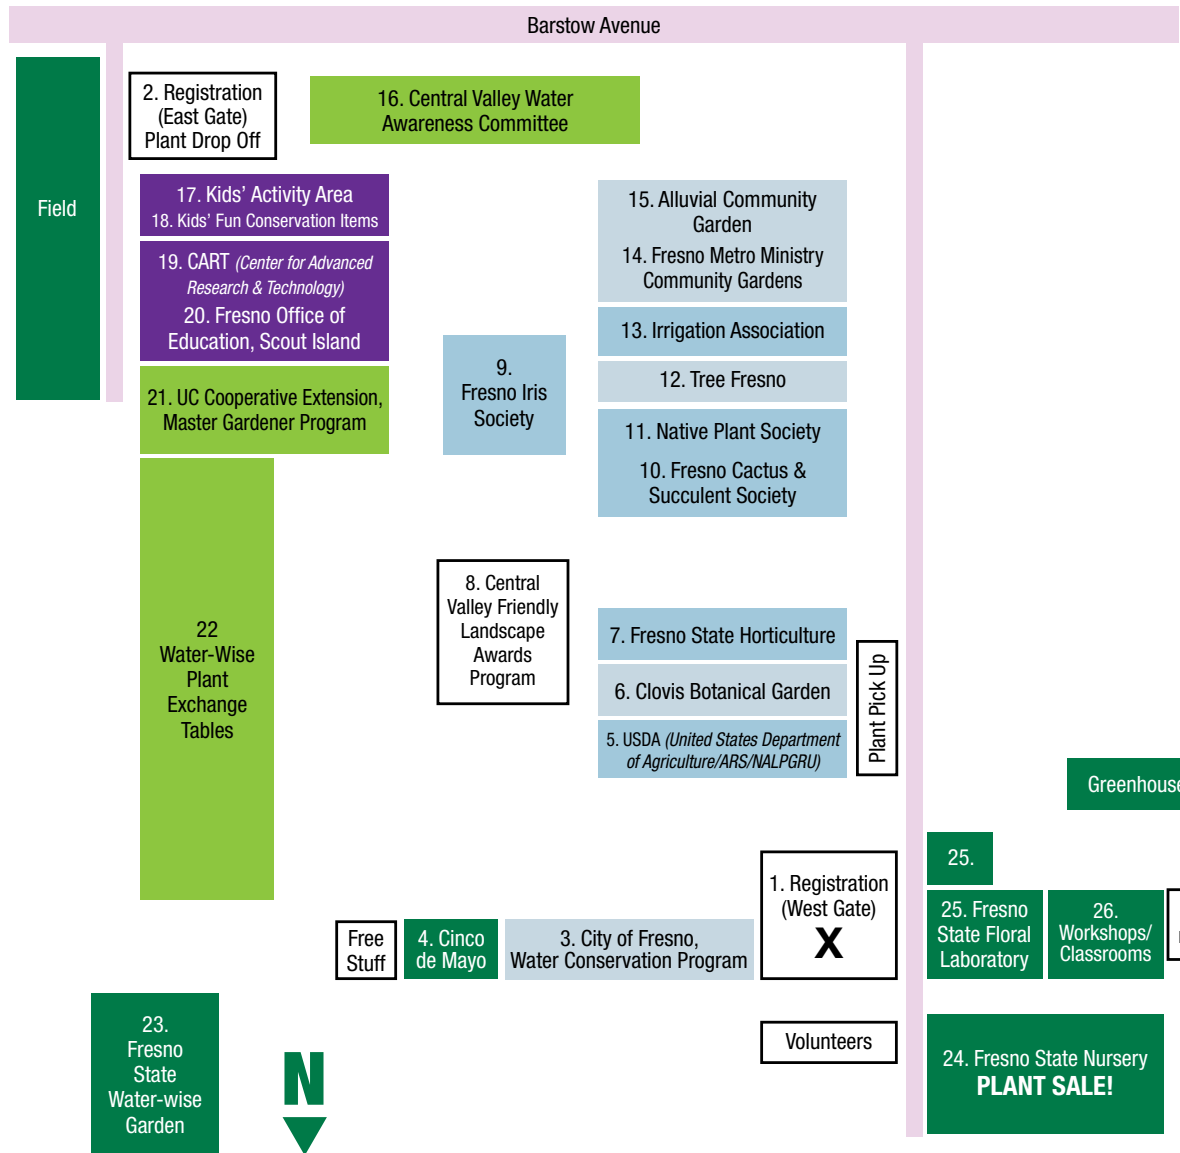 Barstow Avenue
Field
2. Registration
(East Gate)
Plant Drop Off
16. Central Valley Water
Awareness Committee
17. Kids’ Activity Area
18. Kids’ Fun Conservation Items
19. CART (Center for Advanced
Research & Technology)
20. Fresno Office of
Education, Scout Island
21. UC Cooperative Extension,
Master Gardener Program
22
Water-Wise
Plant
Exchange
Tables
9.
Fresno Iris
Society
15. Alluvial Community
Garden
14. Fresno Metro Ministry
Community Gardens
13. Irrigation Association
12. Tree Fresno
11. Native Plant Society
10. Fresno Cactus &
Succulent Society
8. Central
Valley Friendly
Landscape
Awards
Program
7. Fresno State Horticulture
6. Clovis Botanical Garden
5. USDA (United States Department
of Agriculture/ARS/NALPGRU)
Plant Pick Up
Greenhouse
1. Registration
(West Gate)
X
Free
Stuff
4. Cinco
de Mayo
3. City of Fresno,
Water Conservation Program
25.
25. Fresno
State Floral
Laboratory
26.
Workshops/
Classrooms
Volunteers
24. Fresno State Nursery
PLANT SALE!
23.
Fresno
State
Water-wise
Garden
N